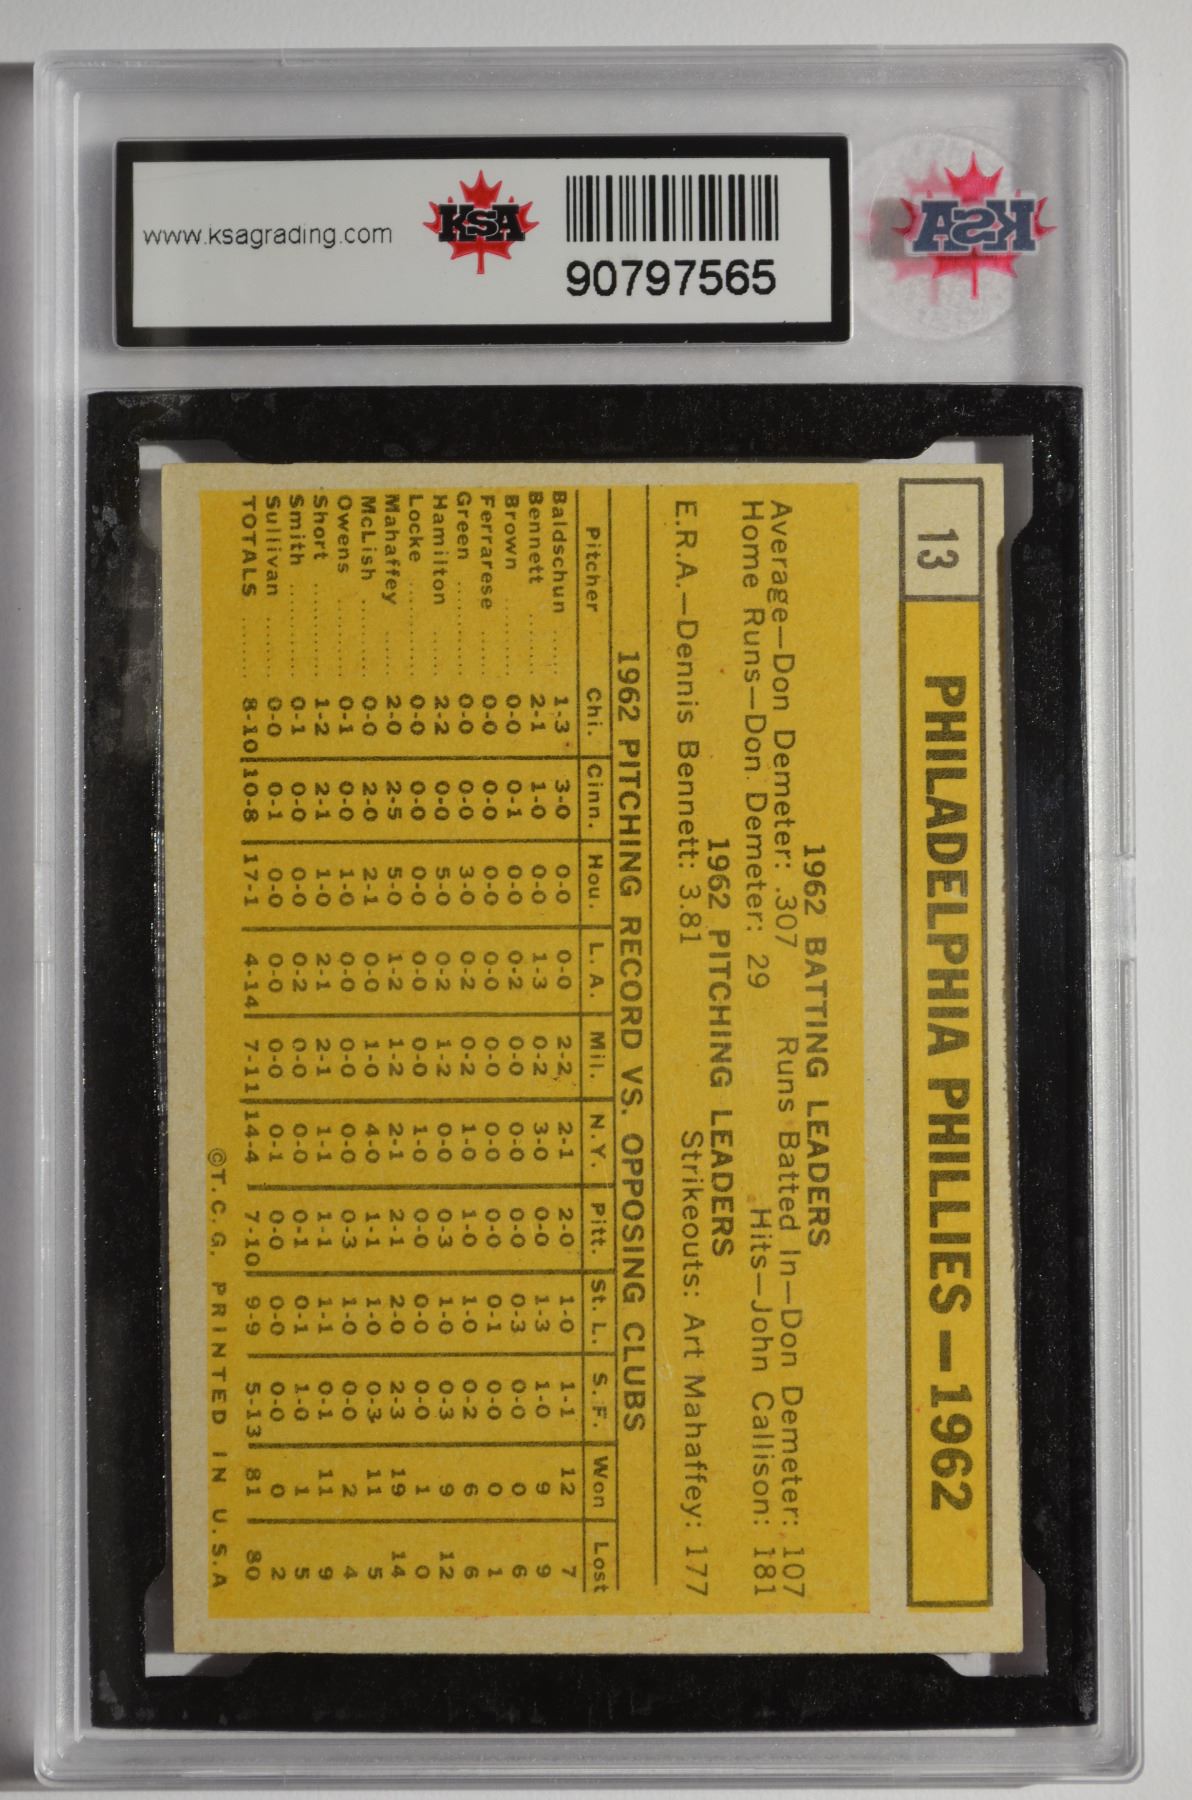 www.ksagrading.com
KSA
90797565
KSA
13
PHILADELPHIA PHILLIES—1962
1962 BATTING LEADERS
Average—Don Demeter: .307 Runs Batted In—Don Demeter: 107
Home Runs—Don Demeter: 29 Hits—John Callison: 181
1962 PITCHING LEADERS
E.R.A.—Dennis Bennett: 3.81 Strikeouts: Art Mahaffey: 177
1962 PITCHING RECORD VS. OPPOSING CLUBS
Pitcher Chi. Cinn. Hou. L.A. Mil. N.Y. Pitt. St.L. S.F. Won Lost
Baldschun ...... 1-3 3-0 0-0 0-0 2-2 2-1 2-0 1-0 1-1 12 7
Bennett ......... 2-1 1-0 0-0 1-3 0-2 3-0 0-0 1-3 1-0 9 9
Brown ........... 0-0 0-1 0-0 0-2 0-0 0-0 0-0 0-3 0-0 0 6
Ferrarese ....... 0-0 0-0 0-0 0-0 0-0 0-0 0-0 0-1 0-0 0 1
Green ............ 0-0 0-0 3-0 0-2 0-2 1-0 1-0 1-0 0-2 6 6
Hamilton ....... 2-2 0-0 5-0 0-2 1-2 0-0 0-3 1-0 0-3 9 12
Locke ............ 0-0 0-0 0-0 0-0 0-0 1-0 0-0 0-0 0-0 1 0
Mahaffey ....... 2-0 2-5 5-0 1-2 1-2 2-1 2-1 2-0 2-3 19 14
McLish .......... 0-0 2-0 2-1 0-0 1-0 4-0 1-1 1-0 0-3 11 5
Owens ........... 0-1 0-0 1-0 0-0 0-0 0-0 0-3 1-0 0-0 2 4
Short ............ 1-2 2-1 1-0 2-1 2-1 1-1 1-1 1-1 0-1 11 9
Smith ............ 0-1 0-0 0-0 0-2 0-0 0-0 0-1 0-1 1-0 1 5
Sullivan ........ 0-0 0-1 0-0 0-0 0-0 0-1 0-0 0-0 0-0 0 2
TOTALS ...... 8-10 10-8 17-1 4-14 7-11 14-4 7-10 9-9 5-13 81 80
©T.C.G. PRINTED IN U.S.A